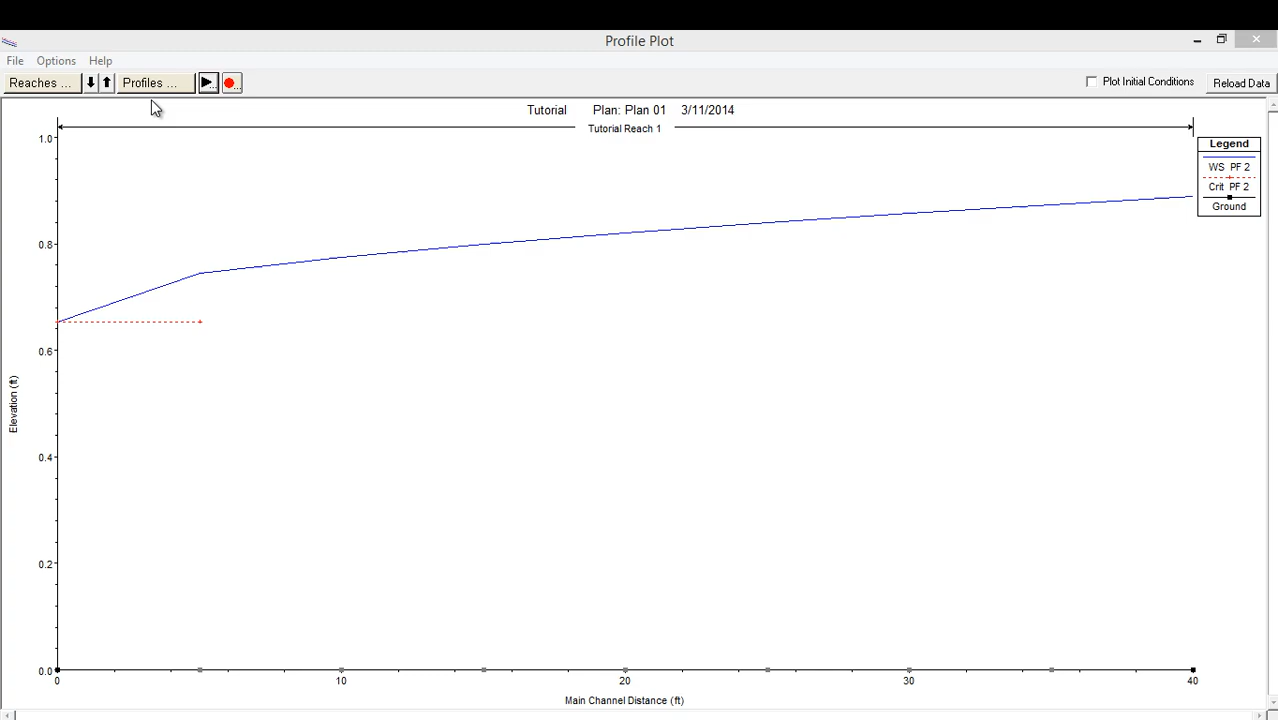 Profile Plot
File Options Help
Reaches ... Profiles ... Plot Initial Conditions Reload Data
Tutorial Plan: Plan 01 3/11/2014
Tutorial Reach 1
Legend
WS PF 2
Crit PF 2
Ground
1.0
0.8
0.6
0.4
0.2
0.0
Elevation (ft)
0 10 20 30 40
Main Channel Distance (ft)